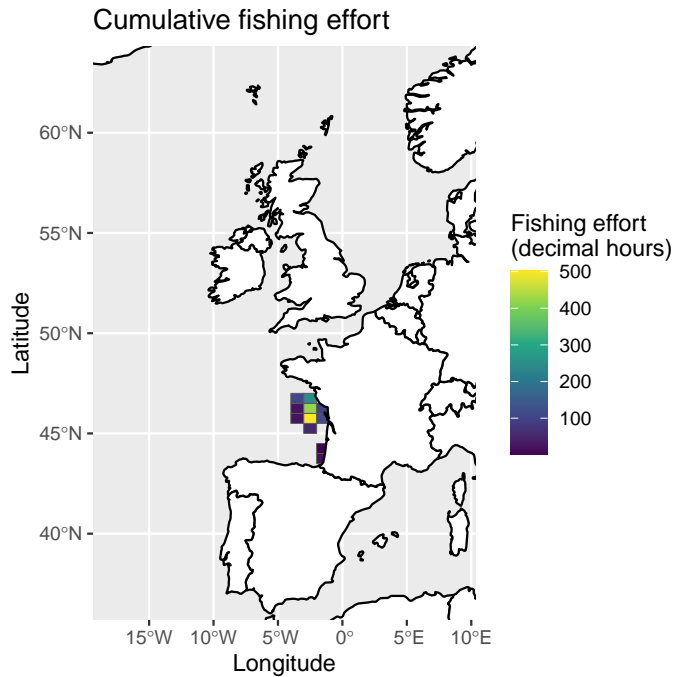 Cumulative fishing effort
60°N
55°N
50°N
45°N
40°N
Latitude
15°W 10°W 5°W 0° 5°E 10°E
Longitude
Fishing effort
(decimal hours)
500
400
300
200
100